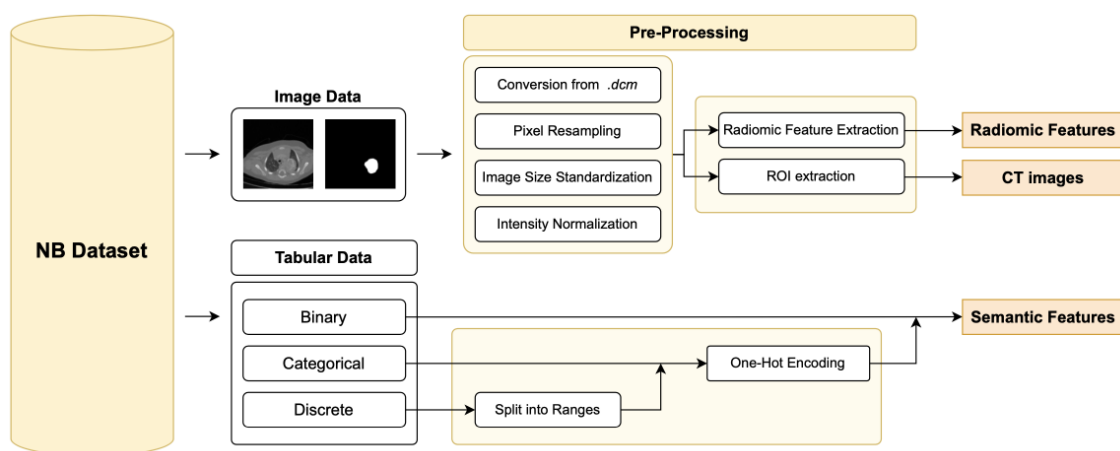 NB Dataset
Image Data
Pre-Processing
Conversion from .dcm
Pixel Resampling
Image Size Standardization
Intensity Normalization
Radiomic Feature Extraction
ROI extraction
Radiomic Features
CT images
Tabular Data
Binary
Categorical
Discrete
Split into Ranges
One-Hot Encoding
Semantic Features